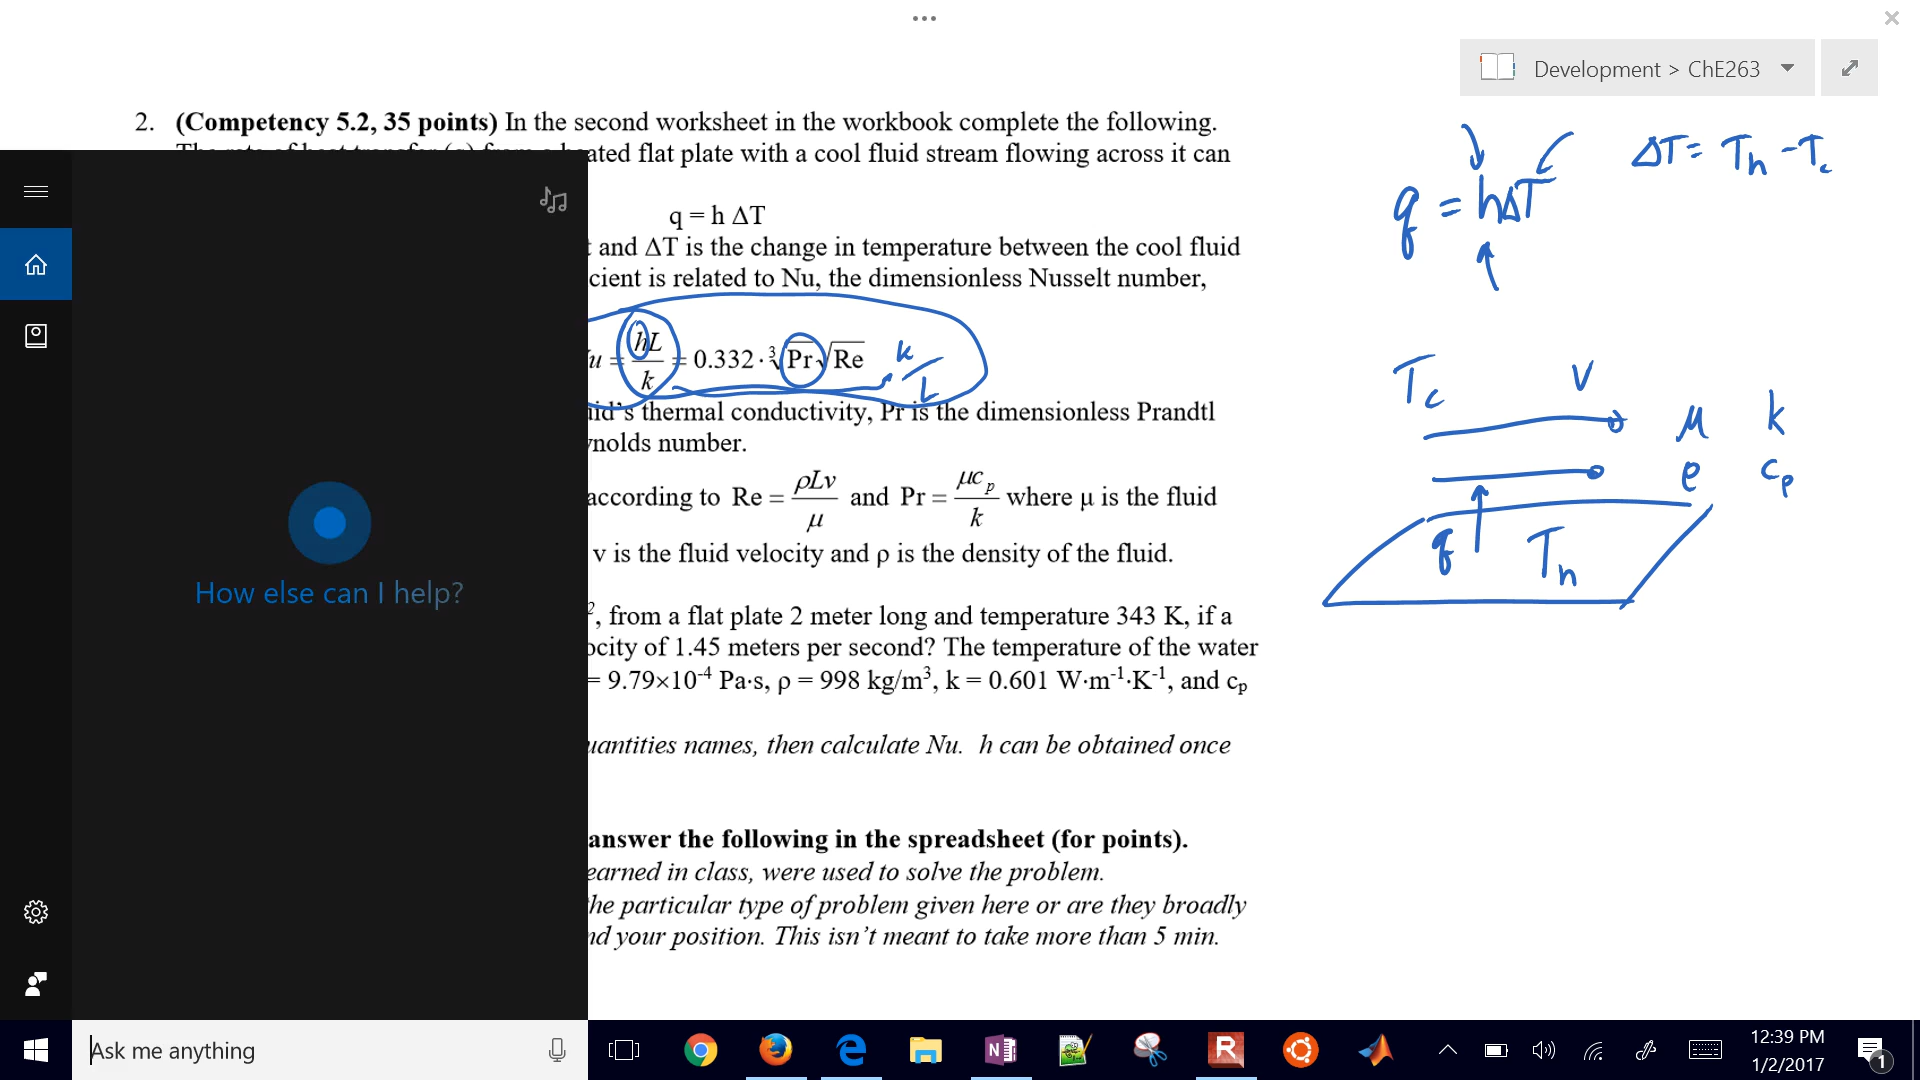 Development > ChE263
2. (Competency 5.2, 35 points) In the second worksheet in the workbook complete the following.
ated flat plate with a cool fluid stream flowing across it can
q = h ΔT
and ΔT is the change in temperature between the cool fluid
cient is related to Nu, the dimensionless Nusselt number,
u = hL/k = 0.332 · ∛Pr √Re
k/L
id's thermal conductivity, Pr is the dimensionless Prandtl
nolds number.
according to Re = ρLv/μ and Pr = μcₚ/k where μ is the fluid
v is the fluid velocity and ρ is the density of the fluid.
², from a flat plate 2 meter long and temperature 343 K, if a
ocity of 1.45 meters per second? The temperature of the water
= 9.79×10⁻⁴ Pa·s, ρ = 998 kg/m³, k = 0.601 W·m⁻¹·K⁻¹, and cₚ
uantities names, then calculate Nu. h can be obtained once
answer the following in the spreadsheet (for points).
earned in class, were used to solve the problem.
he particular type of problem given here or are they broadly
nd your position. This isn't meant to take more than 5 min.
ΔT = Th - Tc
q = hΔT
Tc v
μ k
ρ cp
q Th
How else can I help?
Ask me anything
12:39 PM
1/2/2017
1